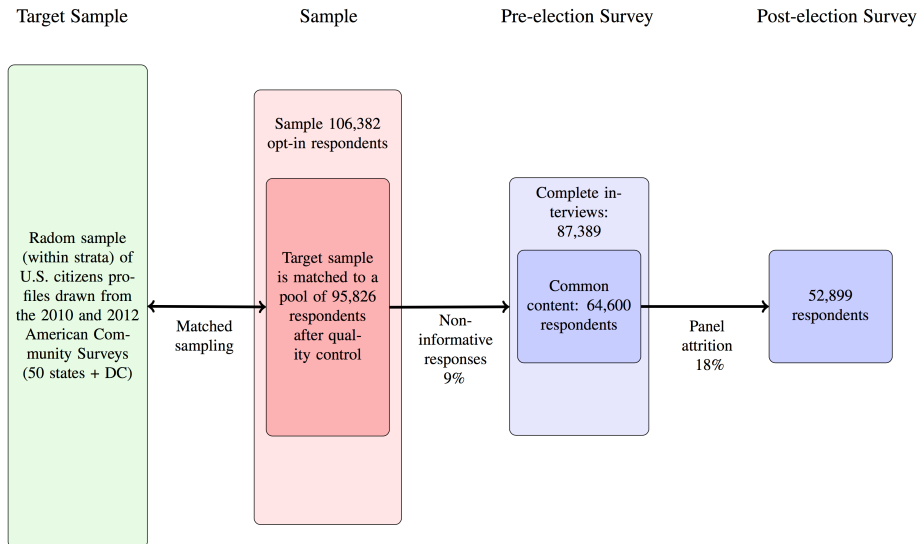 Target Sample
Sample
Pre-election Survey
Post-election Survey
Radom sample
(within strata) of
U.S. citizens pro-
files drawn from
the 2010 and 2012
American Com-
munity Surveys
(50 states + DC)
Matched
sampling
Sample 106,382
opt-in respondents
Target sample
is matched to a
pool of 95,826
respondents
after qual-
ity control
Non-
informative
responses
9%
Complete in-
terviews:
87,389
Common
content: 64,600
respondents
Panel
attrition
18%
52,899
respondents